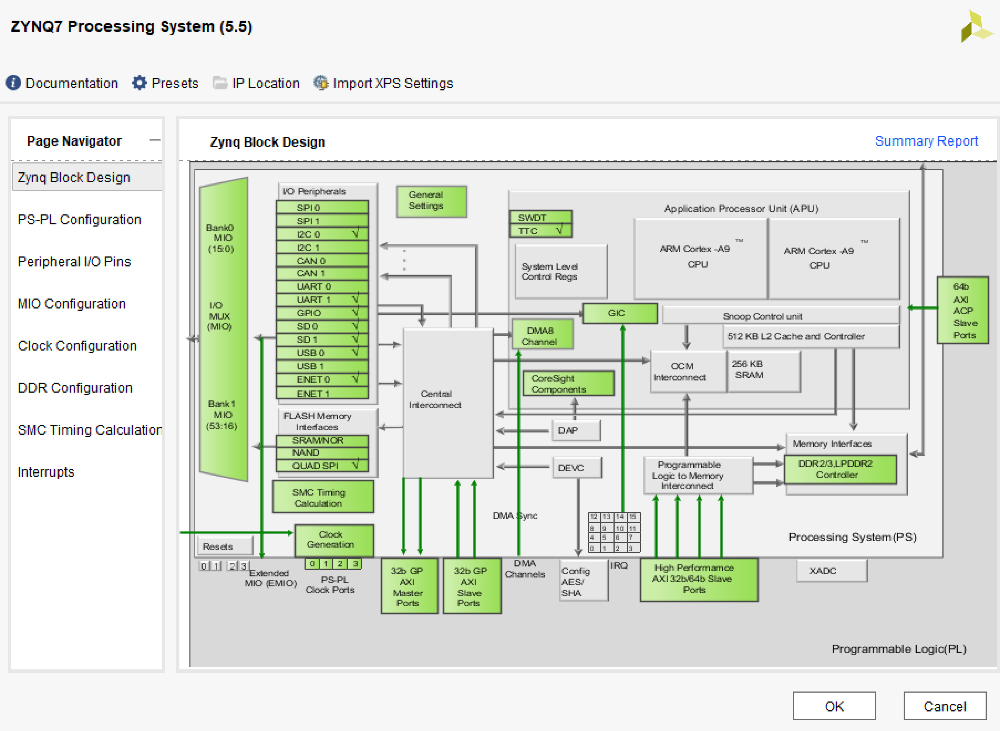 ZYNQ7 Processing System (5.5)
Documentation
Presets
IP Location
Import XPS Settings
Page Navigator
Zynq Block Design
PS-PL Configuration
Peripheral I/O Pins
MIO Configuration
Clock Configuration
DDR Configuration
SMC Timing Calculation
Interrupts
Zynq Block Design
Summary Report
Bank0
MIO
(15:0)
I/O
MUX
(MIO)
Bank1
MIO
(53:16)
I/O Peripherals
SPI 0
SPI 1
I2C 0 √
I2C 1
CAN 0
CAN 1
UART 0
UART 1 √
GPIO √
SD 0 √
SD 1 √
USB 0 √
USB 1
ENET 0 √
ENET 1
FLASH Memory
Interfaces
SRAM/NOR
NAND
QUAD SPI √
SMC Timing
Calculation
Clock
Generation
Resets
0 1 2 3
Extended
MIO (EMIO)
0 1 2 3
PS-PL
Clock Ports
General
Settings
Central
Interconnect
32b GP
AXI
Master
Ports
32b GP
AXI
Slave
Ports
Application Processor Unit (APU)
SWDT
TTC √
System Level
Control Regs
ARM Cortex -A9 ™
CPU
ARM Cortex -A9 ™
CPU
GIC
Snoop Control unit
DMA8
Channel
512 KB L2 Cache and Controller
OCM
Interconnect
256 KB
SRAM
CoreSight
Components
DAP
DEVC
Programmable
Logic to Memory
Interconnect
Memory Interfaces
DDR2/3,LPDDR2
Controller
64b
AXI
ACP
Slave
Ports
DMA Sync
12 13 14 15
8 9 10 11
4 5 6 7
0 1 2 3
Processing System(PS)
DMA
Channels
Config
AES/
SHA
IRQ
High Performamce
AXI 32b/64b Slave
Ports
XADC
Programmable Logic(PL)
OK
Cancel